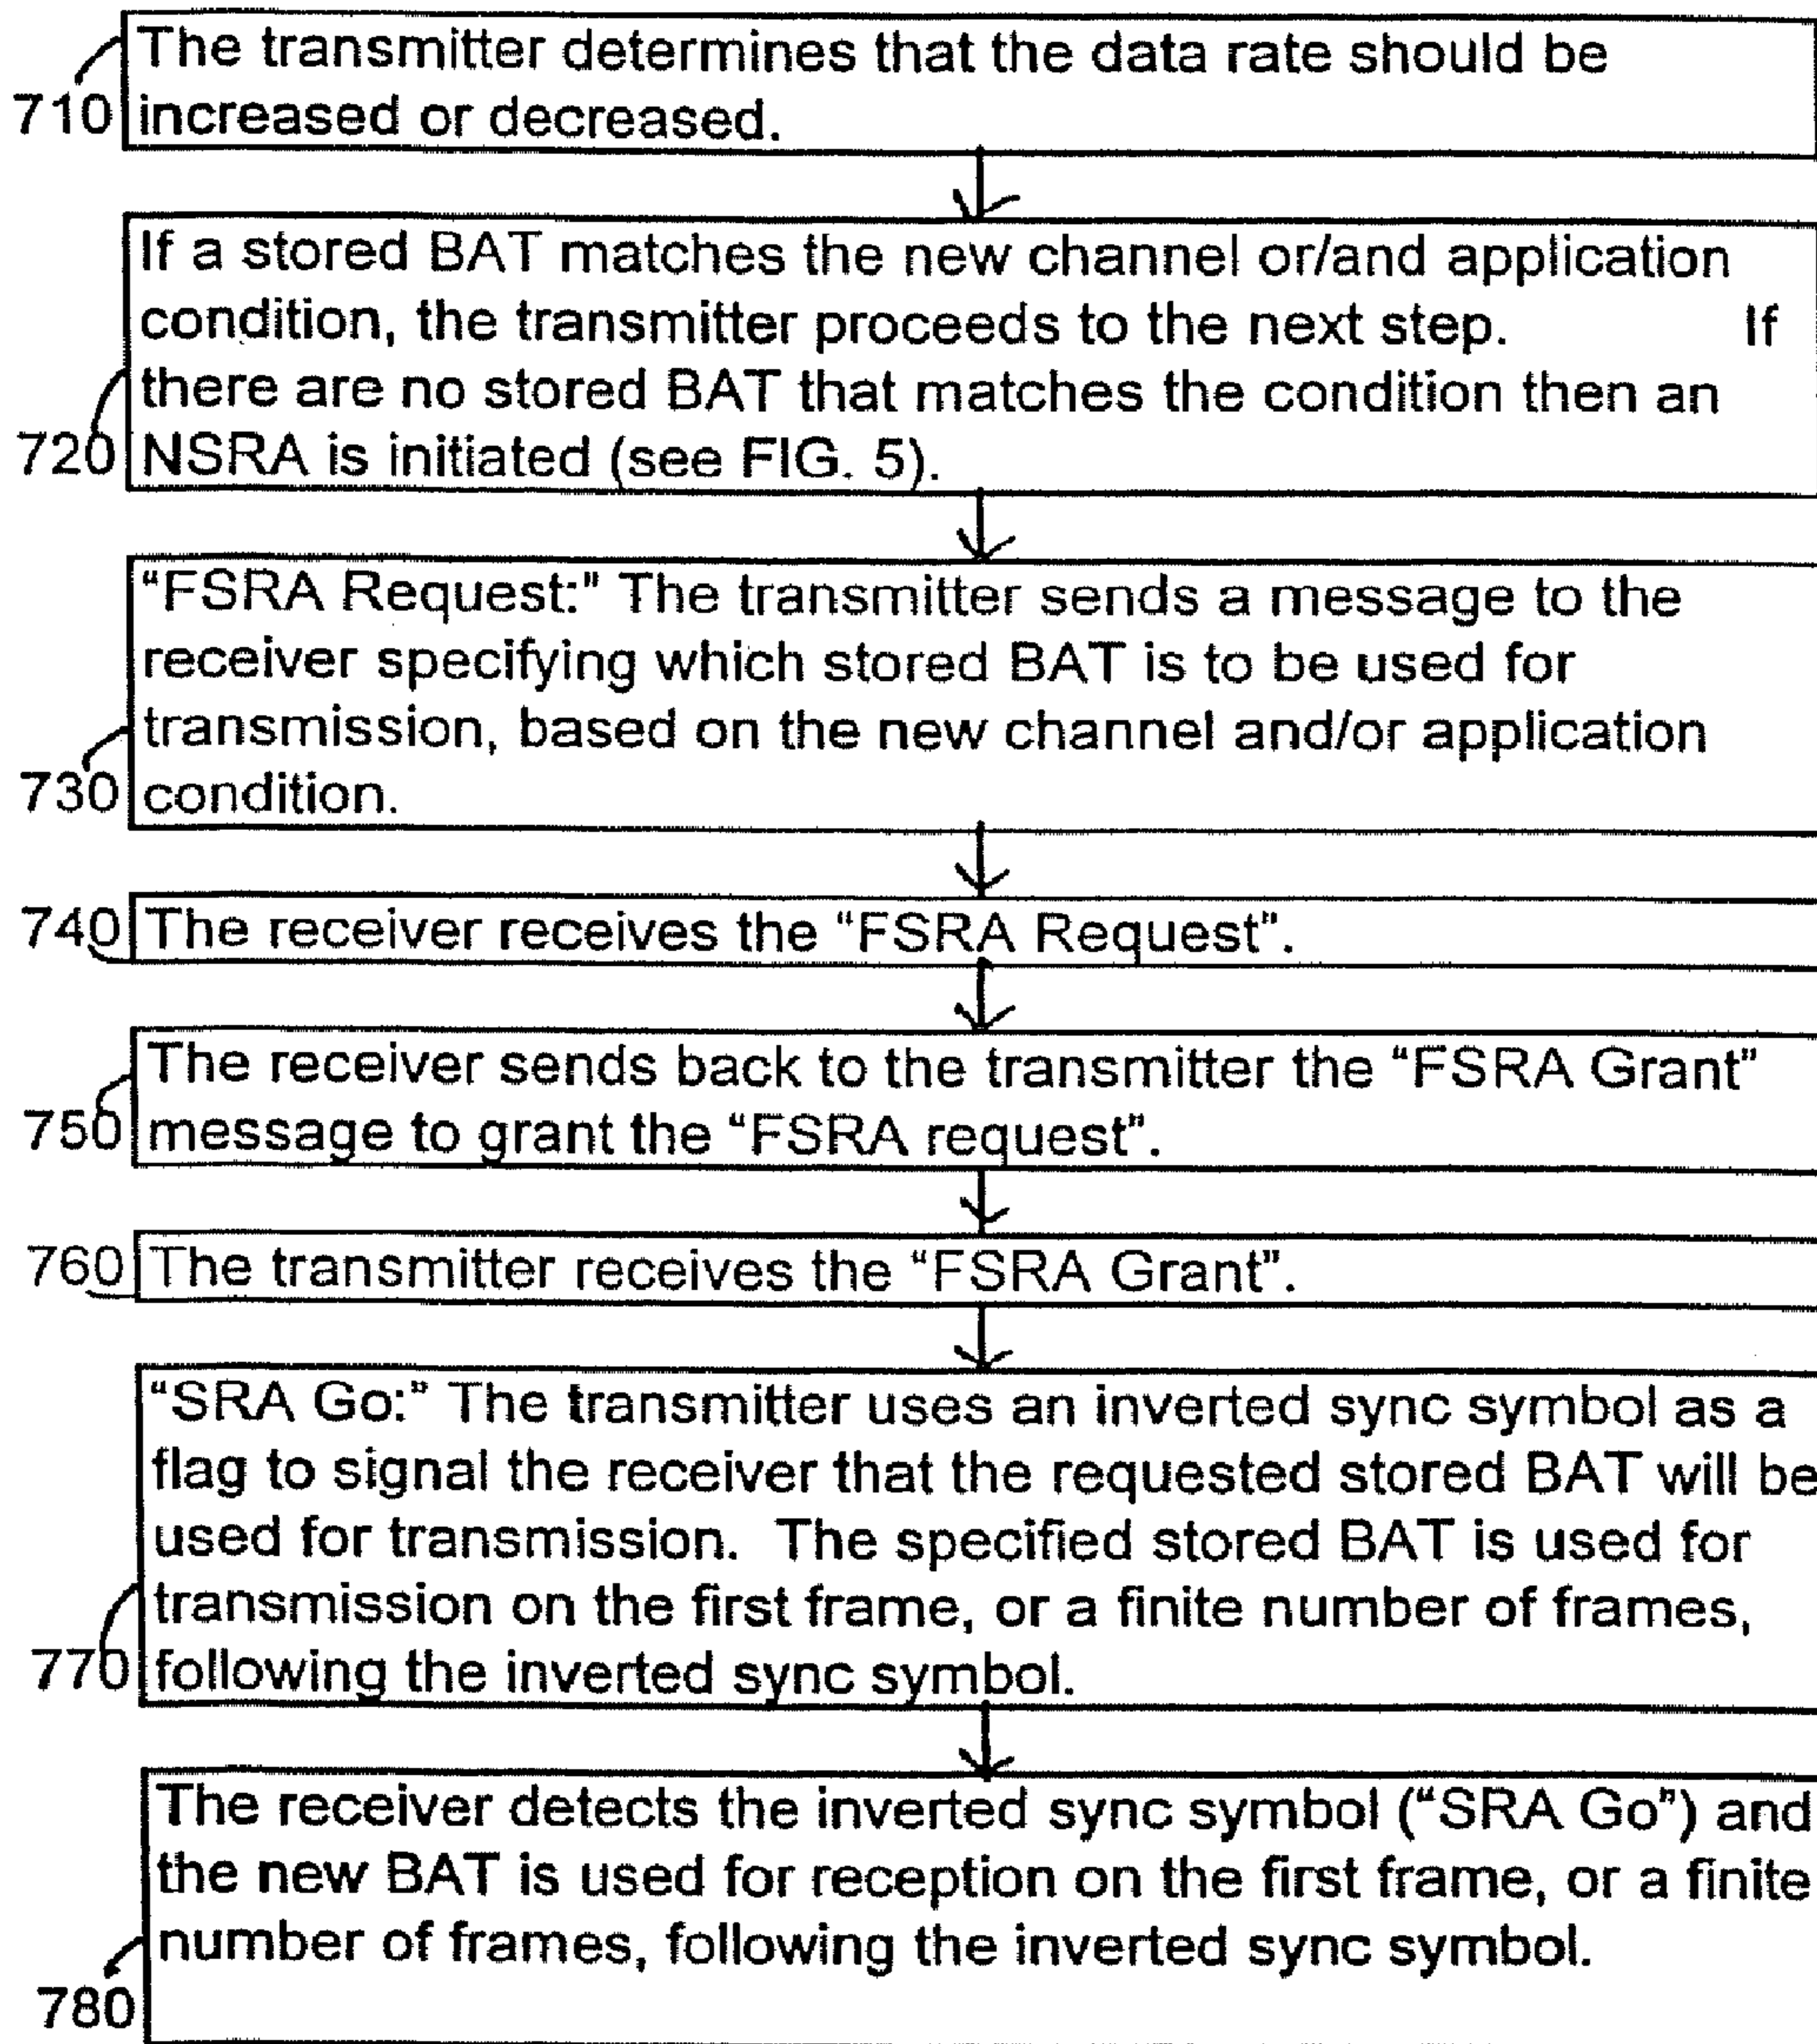 The transmitter determines that the data rate should be
710 increased or decreased.
If a stored BAT matches the new channel or/and application
condition, the transmitter proceeds to the next step. If
there are no stored BAT that matches the condition then an
720 NSRA is initiated (see FIG. 5).
“FSRA Request:” The transmitter sends a message to the
receiver specifying which stored BAT is to be used for
transmission, based on the new channel and/or application
730 condition.
740 The receiver receives the “FSRA Request”.
The receiver sends back to the transmitter the “FSRA Grant”
750 message to grant the “FSRA request”.
760 The transmitter receives the “FSRA Grant”.
“SRA Go:” The transmitter uses an inverted sync symbol as a
flag to signal the receiver that the requested stored BAT will be
used for transmission. The specified stored BAT is used for
transmission on the first frame, or a finite number of frames,
770 following the inverted sync symbol.
The receiver detects the inverted sync symbol (“SRA Go”) and
the new BAT is used for reception on the first frame, or a finite
number of frames, following the inverted sync symbol.
780